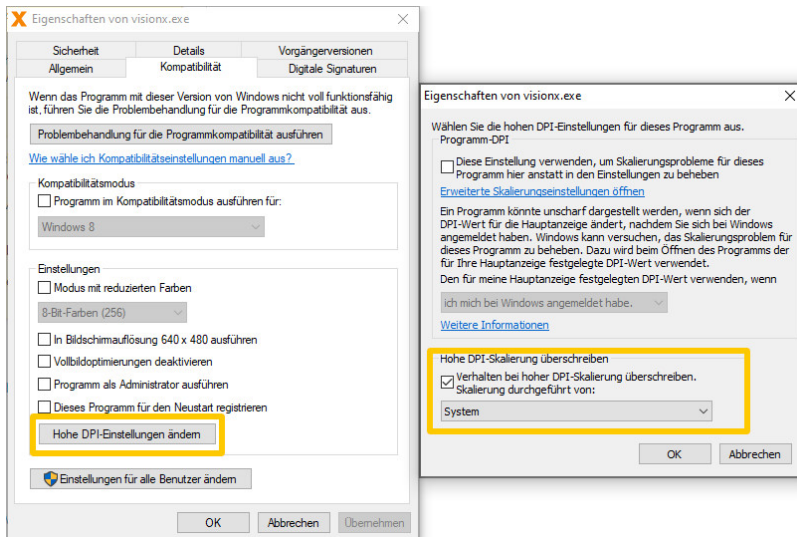 Eigenschaften von visionx.exe
Sicherheit
Details
Vorgängerversionen
Allgemein
Kompatibilität
Digitale Signaturen
Wenn das Programm mit dieser Version von Windows nicht voll funktionsfähig
ist, führen Sie die Problembehandlung für die Programmkompatibilität aus.
Problembehandlung für die Programmkompatibilität ausführen
Wie wähle ich Kompatibilitätseinstellungen manuell aus?
Kompatibilitätsmodus
Programm im Kompatibilitätsmodus ausführen für:
Windows 8
Einstellungen
Modus mit reduzierten Farben
8-Bit-Farben (256)
In Bildschirmauflösung 640 x 480 ausführen
Vollbildoptimierungen deaktivieren
Programm als Administrator ausführen
Dieses Programm für den Neustart registrieren
Hohe DPI-Einstellungen ändern
Einstellungen für alle Benutzer ändern
OK
Abbrechen
Übernehmen
Eigenschaften von visionx.exe
Wählen Sie die hohen DPI-Einstellungen für dieses Programm aus.
Programm-DPI
Diese Einstellung verwenden, um Skalierungsprobleme für dieses
Programm hier anstatt in den Einstellungen zu beheben
Erweiterte Skalierungseinstellungen öffnen
Ein Programm könnte unscharf dargestellt werden, wenn sich der
DPI-Wert für die Hauptanzeige ändert, nachdem Sie sich bei Windows
angemeldet haben. Windows kann versuchen, das Skalierungsproblem für
dieses Programm zu beheben. Dazu wird beim Öffnen des Programms der
für Ihre Hauptanzeige festgelegte DPI-Wert verwendet.
Den für meine Hauptanzeige festgelegten DPI-Wert verwenden, wenn
ich mich bei Windows angemeldet habe.
Weitere Informationen
Hohe DPI-Skalierung überschreiben
Verhalten bei hoher DPI-Skalierung überschreiben.
Skalierung durchgeführt von:
System
OK
Abbrechen